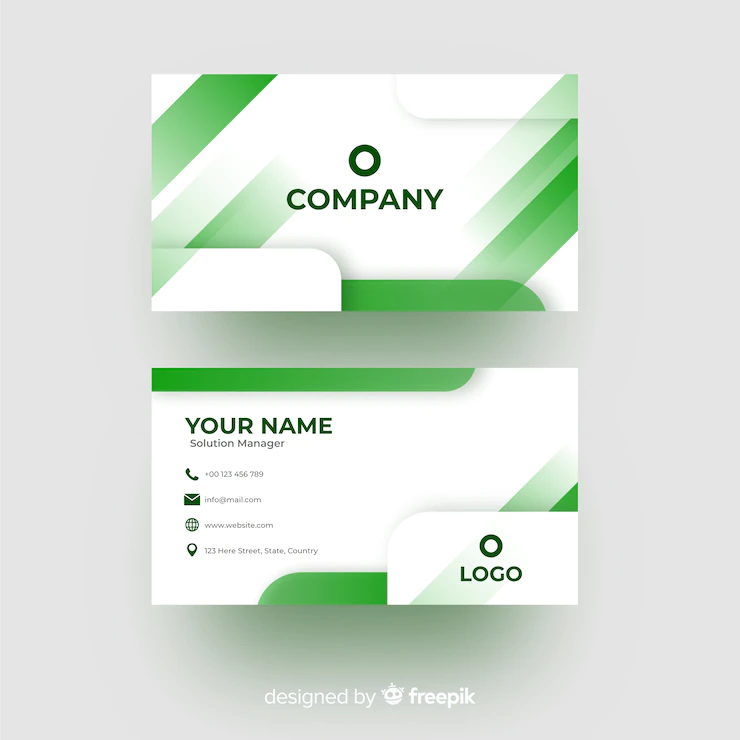 COMPANY
YOUR NAME
Solution Manager
+00 123 456 789
info@mail.com
www.website.com
123 Here Street, State, Country
LOGO
designed by freepik